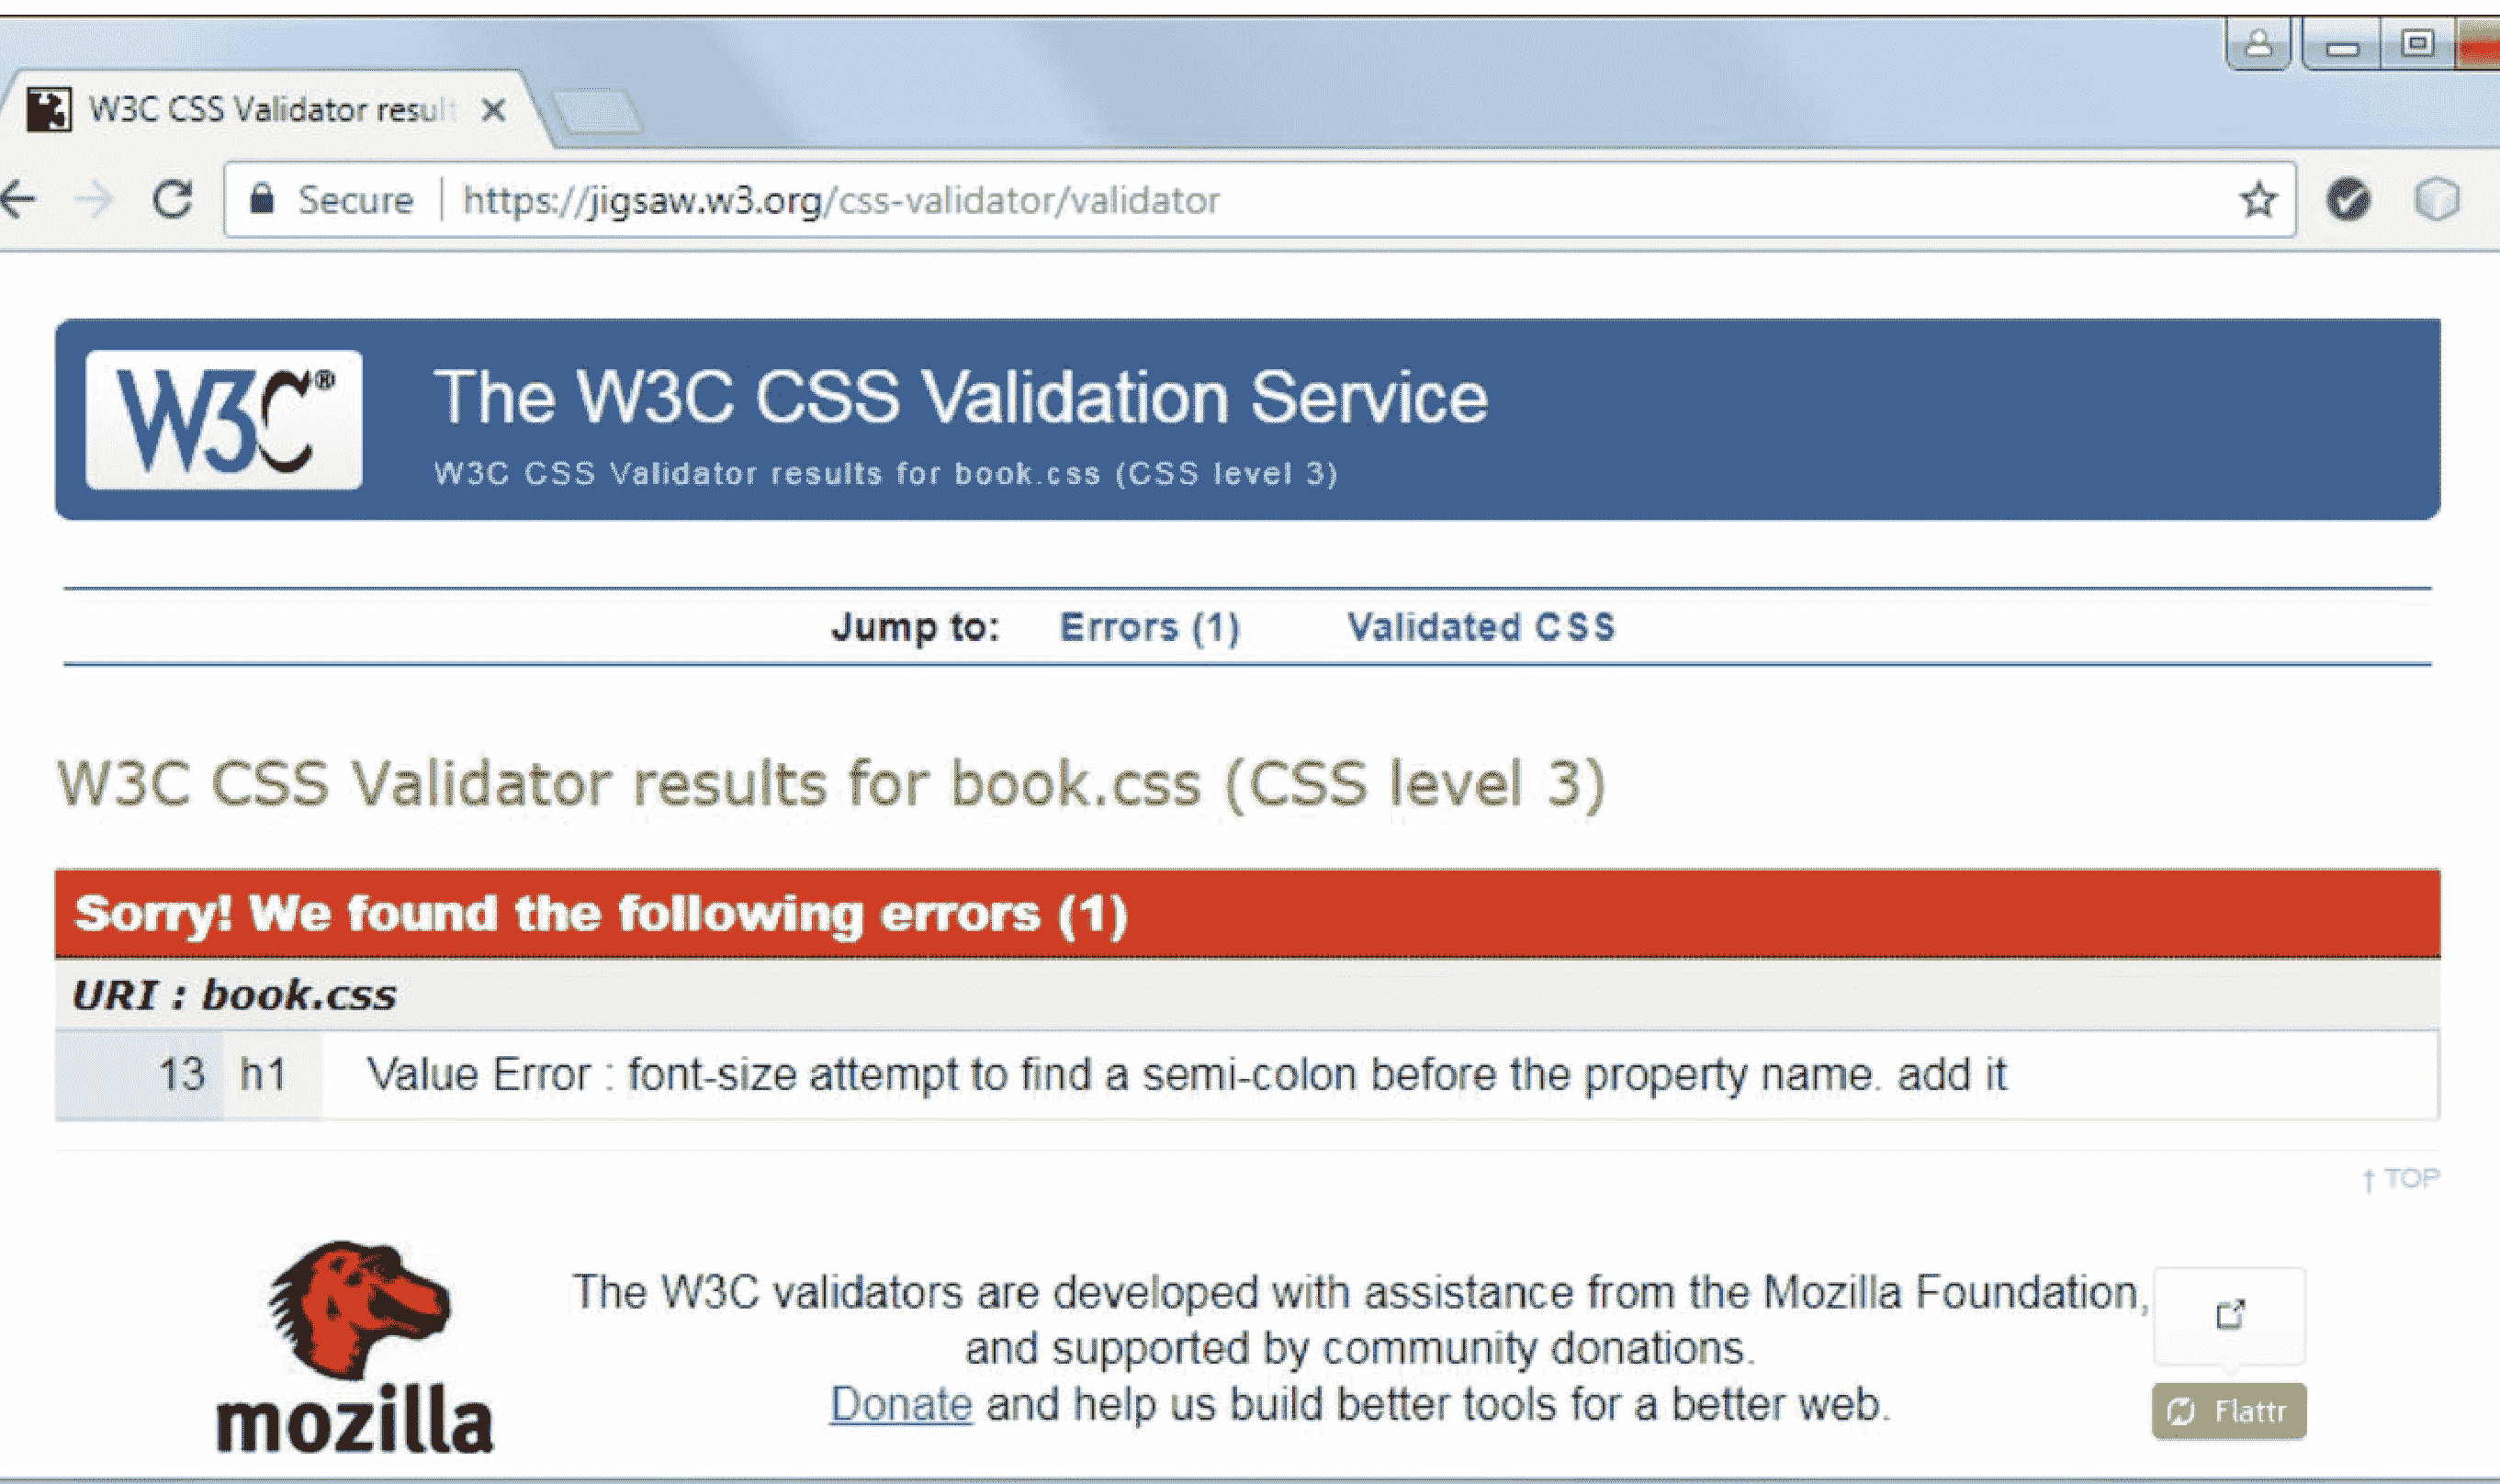 W3C CSS Validator result
Secure https://jigsaw.w3.org/css-validator/validator
W3C®
The W3C CSS Validation Service
W3C CSS Validator results for book.css (CSS level 3)
Jump to: Errors (1) Validated CSS
W3C CSS Validator results for book.css (CSS level 3)
Sorry! We found the following errors (1)
URI : book.css
13 h1 Value Error : font-size attempt to find a semi-colon before the property name. add it
↑ TOP
mozilla
The W3C validators are developed with assistance from the Mozilla Foundation,
and supported by community donations.
Donate and help us build better tools for a better web.
Flattr